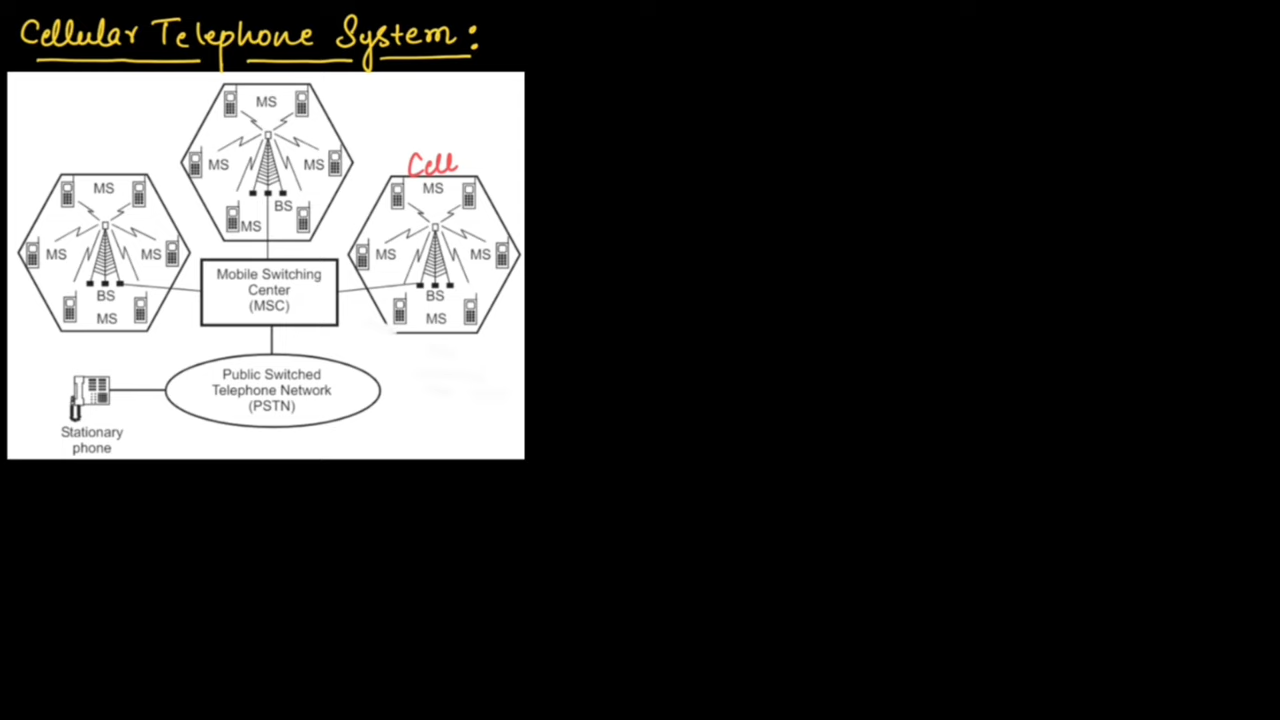 Cellular Telephone System:
MS
MS
MS
BS
MS
Cell
MS
MS
MS
BS
MS
MS
MS
MS
BS
MS
Mobile Switching
Center
(MSC)
Public Switched
Telephone Network
(PSTN)
Stationary
phone